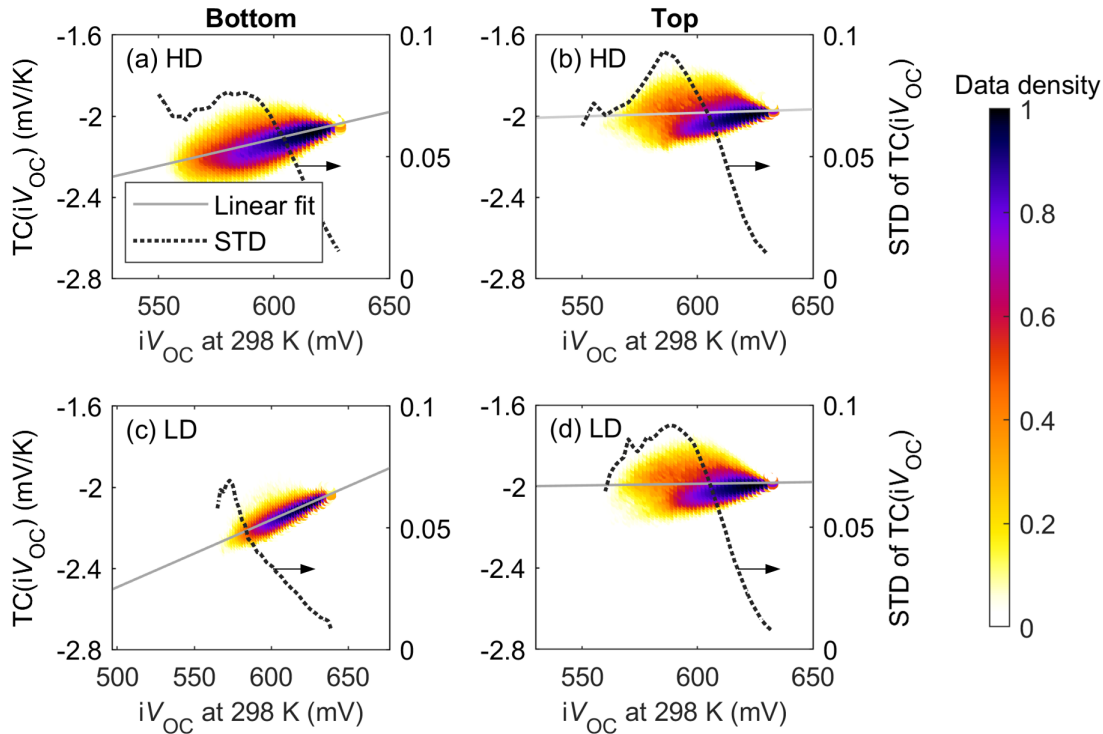 Bottom
Top
(a) HD
-1.6
-2
-2.4
-2.8
0.1
0.05
0
550
600
650
TC(iVOC) (mV/K)
iVOC at 298 K (mV)
Linear fit
STD
(b) HD
-1.6
-2
-2.4
-2.8
0.1
0.05
0
550
600
650
STD of TC(iVOC)
iVOC at 298 K (mV)
(c) LD
-1.6
-2
-2.4
-2.8
0.1
0.05
0
500
550
600
650
TC(iVOC) (mV/K)
iVOC at 298 K (mV)
(d) LD
-1.6
-2
-2.4
-2.8
0.1
0.05
0
550
600
650
STD of TC(iVOC)
iVOC at 298 K (mV)
Data density
1
0.8
0.6
0.4
0.2
0